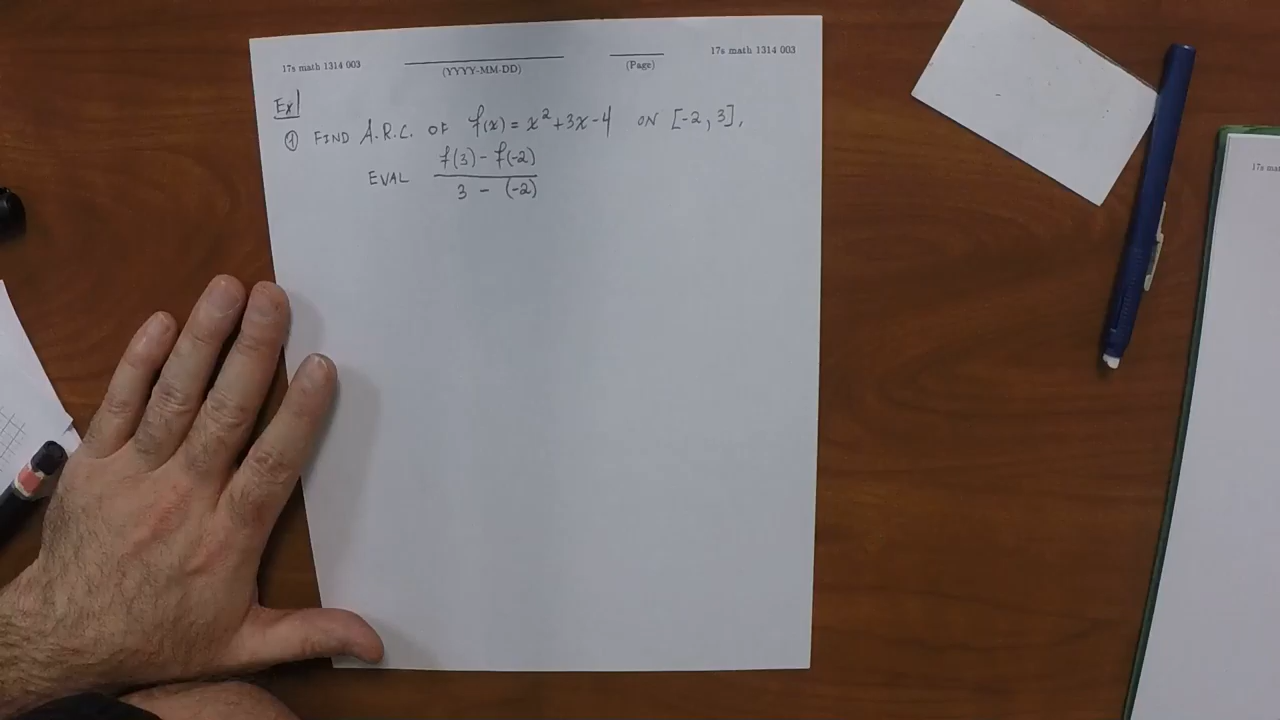 17s math 1314 003 (YYYY-MM-DD) (Page) 17s math 1314 003
Ex1
① FIND A.R.C. OF f(x) = x² + 3x - 4 ON [-2, 3],
f(3) - f(-2)
EVAL
3 - (-2)
17s mat